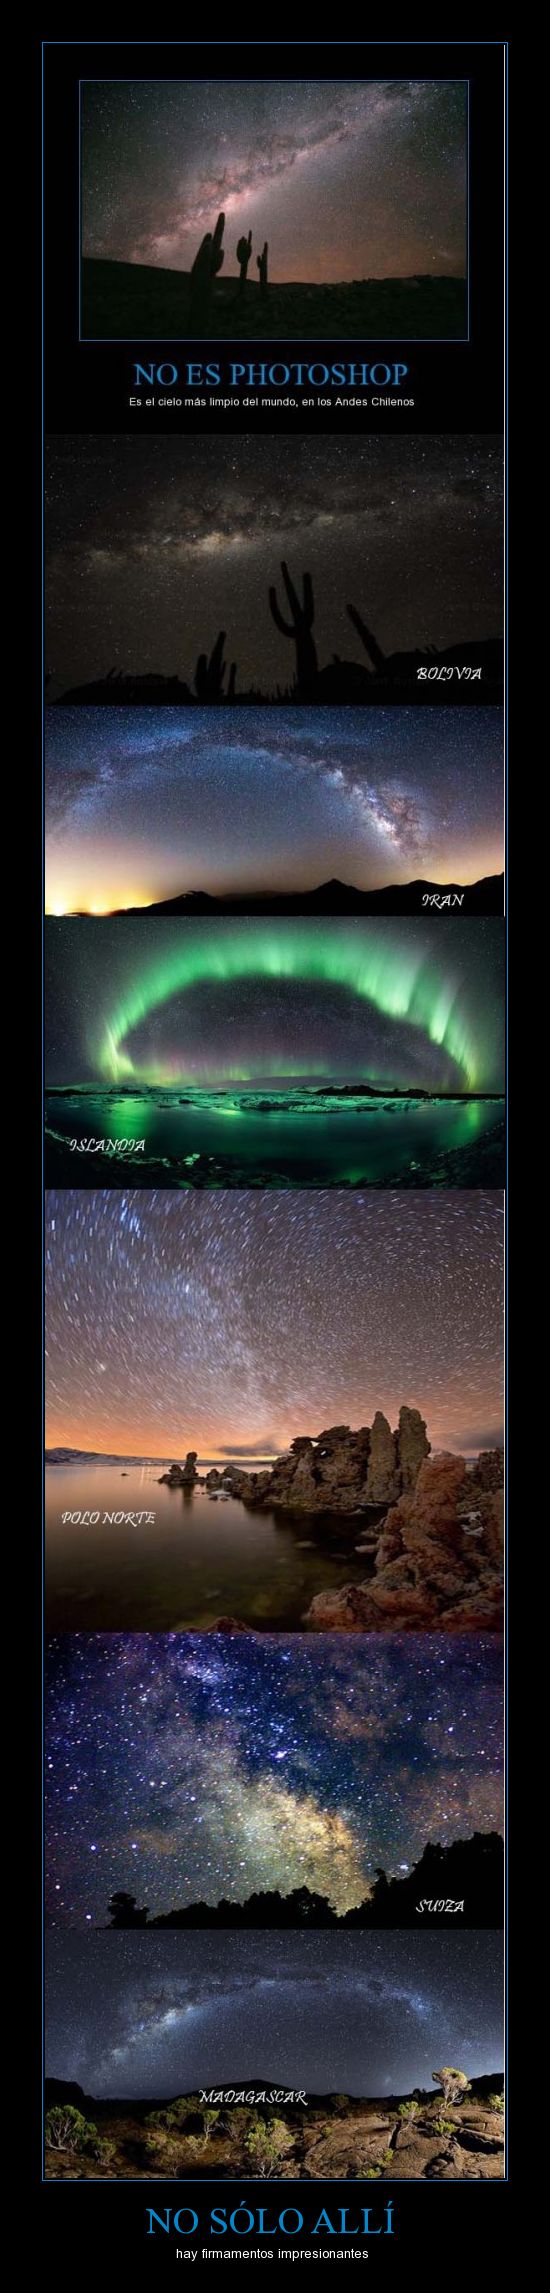 NO ES PHOTOSHOP
Es el cielo más limpio del mundo, en los Andes Chilenos
BOLIVIA
IRAN
ISLANDIA
POLO NORTE
SUIZA
MADAGASCAR
NO SÓLO ALLÍ
hay firmamentos impresionantes